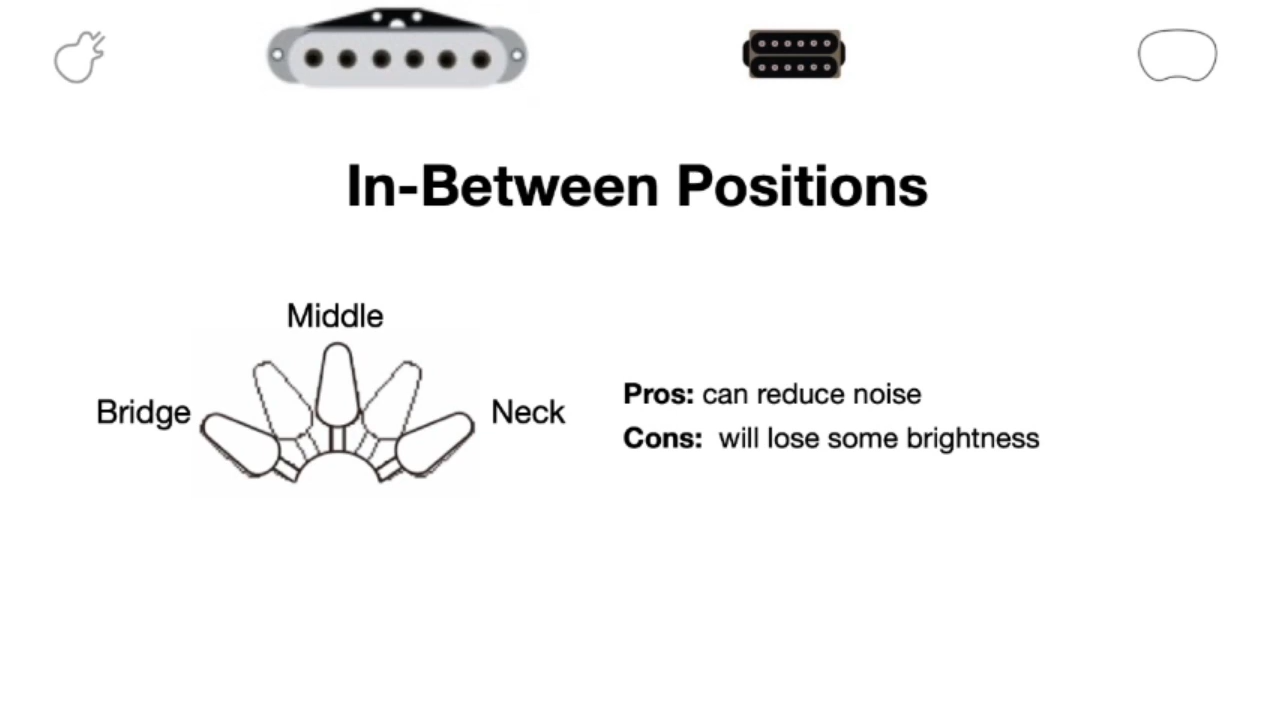 In-Between Positions
Middle
Bridge
Neck
Pros: can reduce noise
Cons: will lose some brightness